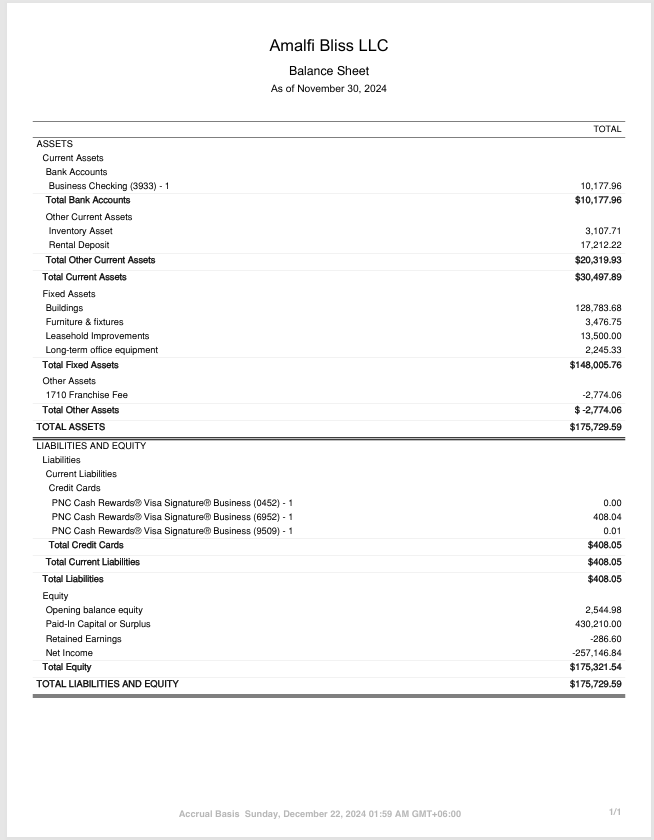 Amalfi Bliss LLC
Balance Sheet
As of November 30, 2024
TOTAL
ASSETS
Current Assets
Bank Accounts
Business Checking (3933) - 1 10,177.96
Total Bank Accounts $10,177.96
Other Current Assets
Inventory Asset 3,107.71
Rental Deposit 17,212.22
Total Other Current Assets $20,319.93
Total Current Assets $30,497.89
Fixed Assets
Buildings 128,783.68
Furniture & fixtures 3,476.75
Leasehold Improvements 13,500.00
Long-term office equipment 2,245.33
Total Fixed Assets $148,005.76
Other Assets
1710 Franchise Fee -2,774.06
Total Other Assets $ -2,774.06
TOTAL ASSETS $175,729.59
LIABILITIES AND EQUITY
Liabilities
Current Liabilities
Credit Cards
PNC Cash Rewards® Visa Signature® Business (0452) - 1 0.00
PNC Cash Rewards® Visa Signature® Business (6952) - 1 408.04
PNC Cash Rewards® Visa Signature® Business (9509) - 1 0.01
Total Credit Cards $408.05
Total Current Liabilities $408.05
Total Liabilities $408.05
Equity
Opening balance equity 2,544.98
Paid-In Capital or Surplus 430,210.00
Retained Earnings -286.60
Net Income -257,146.84
Total Equity $175,321.54
TOTAL LIABILITIES AND EQUITY $175,729.59
Accrual Basis Sunday, December 22, 2024 01:59 AM GMT+06:00 1/1